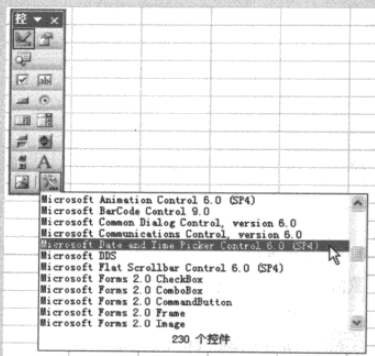 控
abl
A
Microsoft Animation Control 6.0 (SP4)
Microsoft BarCode Control 9.0
Microsoft Common Dialog Control, version 6.0
Microsoft Communications Control, version 6.0
Microsoft Date and Time Picker Control 6.0 (SP4)
Microsoft DDS
Microsoft Flat Scrollbar Control 6.0 (SP4)
Microsoft Forms 2.0 CheckBox
Microsoft Forms 2.0 ComboBox
Microsoft Forms 2.0 CommandButton
Microsoft Forms 2.0 Frame
Microsoft Forms 2.0 Image
230 个控件